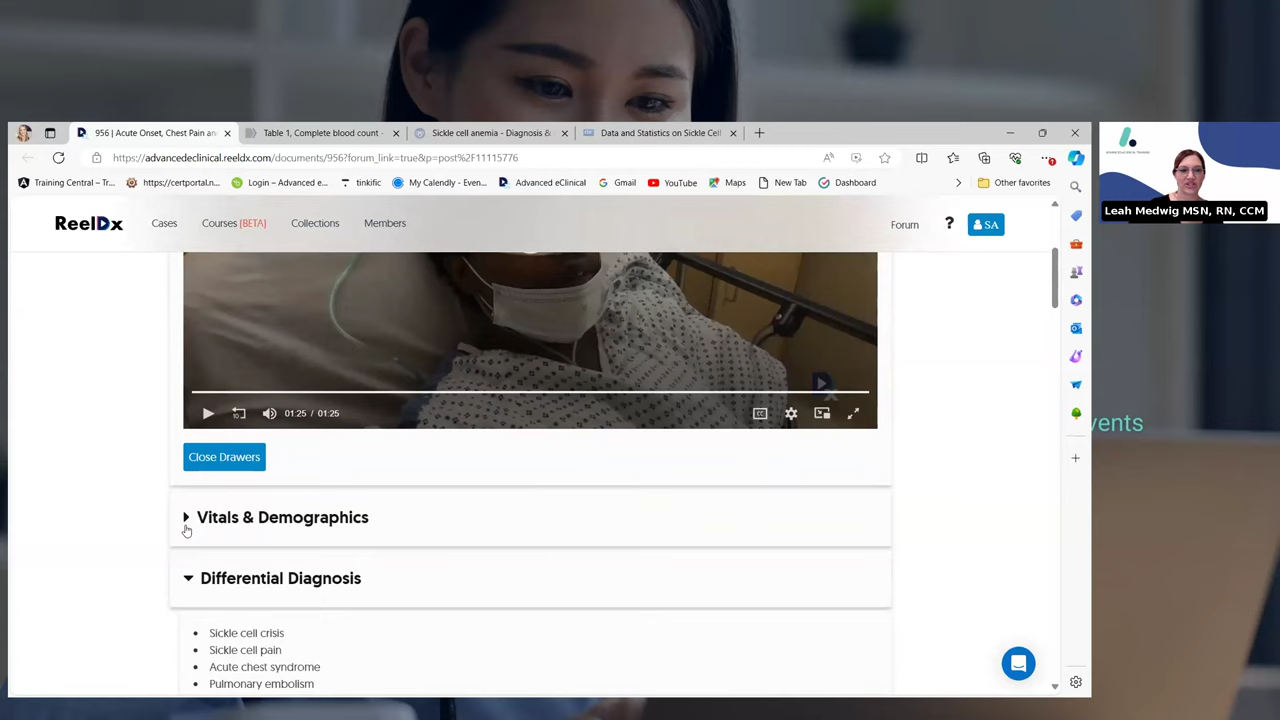 956 | Acute Onset, Chest Pain an
Table 1, Complete blood count -
Sickle cell anemia - Diagnosis &
Data and Statistics on Sickle Cell
https://advancedeclinical.reeldx.com/documents/956?forum_link=true&p=post%2F11115776
Training Central – Tr...
https://certportal.n...
Login – Advanced e...
tinkific
My Calendly - Even...
Advanced eClinical
Gmail
YouTube
Maps
New Tab
Dashboard
Other favorites
ReelDx
Cases
Courses [BETA]
Collections
Members
Forum
?
SA
Leah Medwig MSN, RN, CCM
10
01:25 / 01:25
CC
vents
Close Drawers
Vitals & Demographics
Differential Diagnosis
• Sickle cell crisis
• Sickle cell pain
• Acute chest syndrome
• Pulmonary embolism